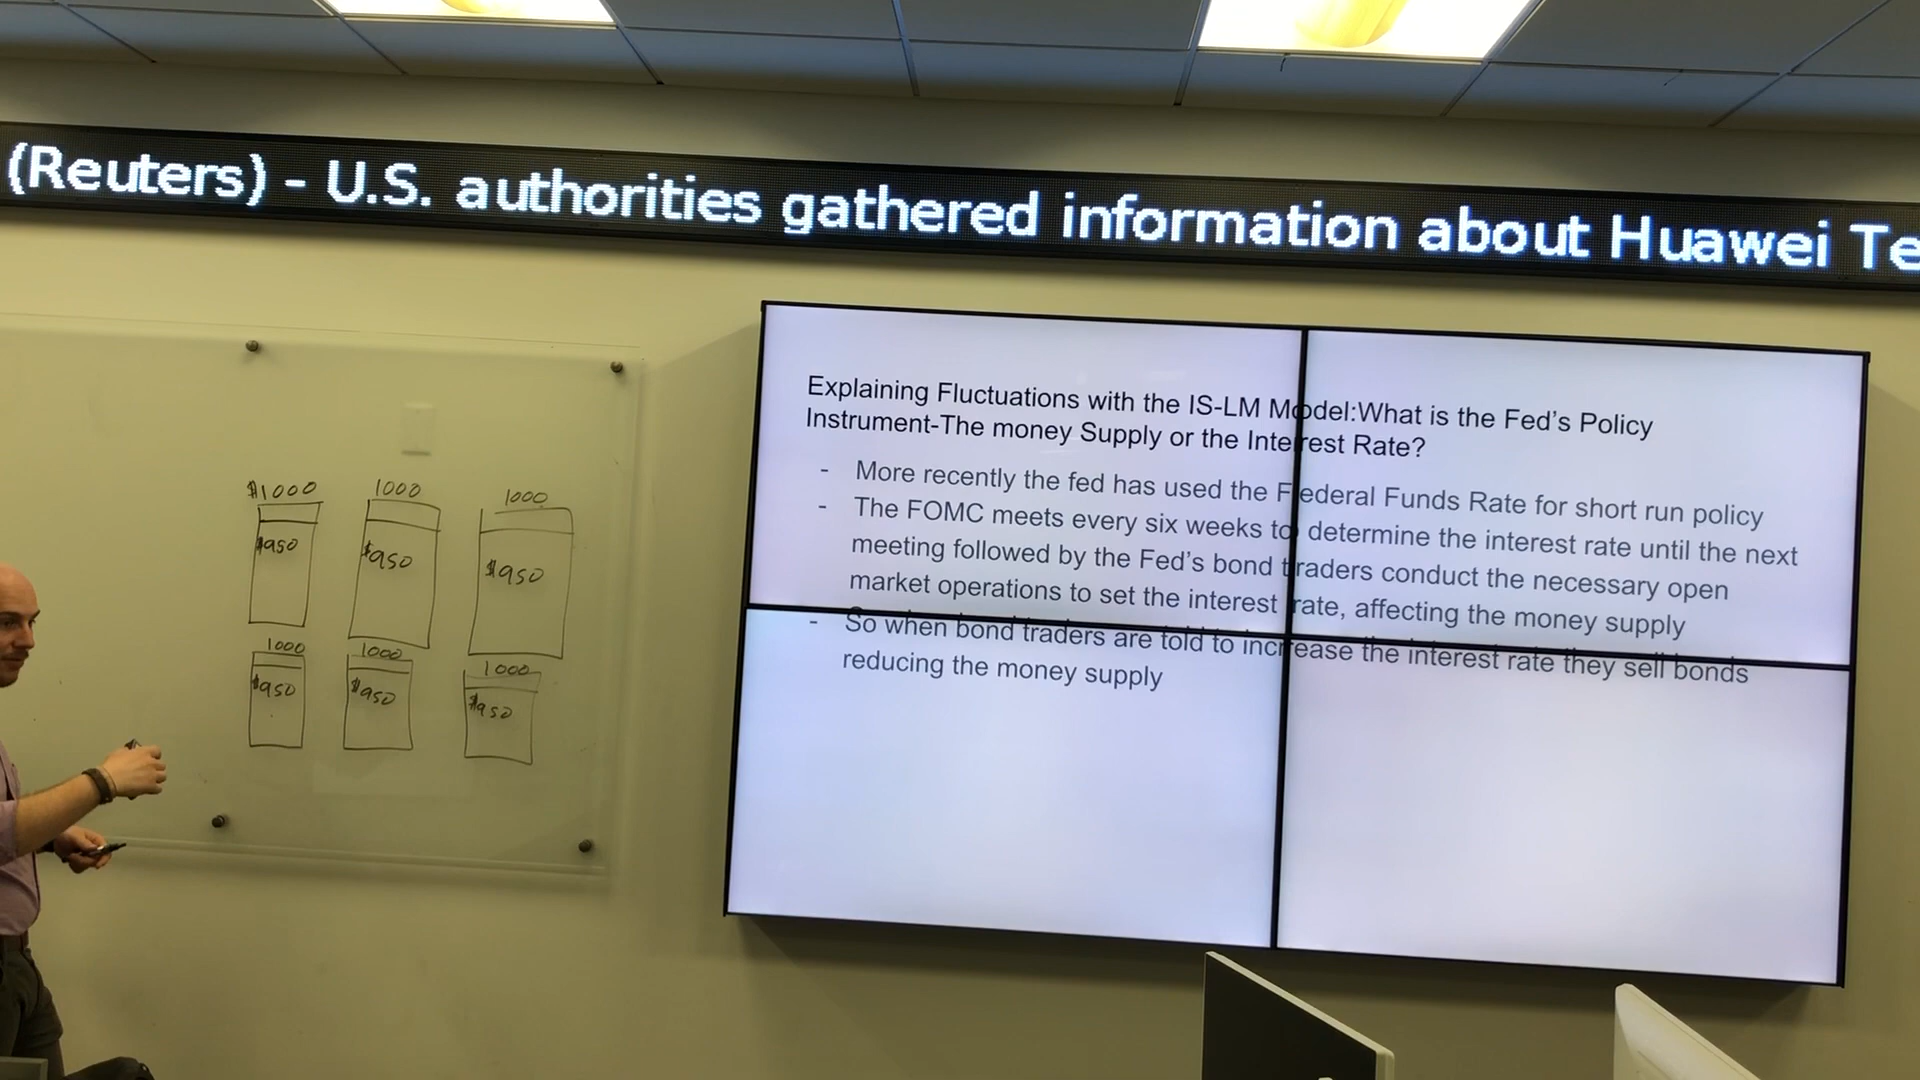 (Reuters) - U.S. authorities gathered information about Huawei Te
$1000 1000 1000
$950 $950 $950
1000 1000 1000
$950 $950 $950
Explaining Fluctuations with the IS-LM Model:What is the Fed's Policy
Instrument-The money Supply or the Interest Rate?
- More recently the fed has used the Federal Funds Rate for short run policy
- The FOMC meets every six weeks to determine the interest rate until the next
meeting followed by the Fed's bond traders conduct the necessary open
market operations to set the interest rate, affecting the money supply
- So when bond traders are told to increase the interest rate they sell bonds
reducing the money supply